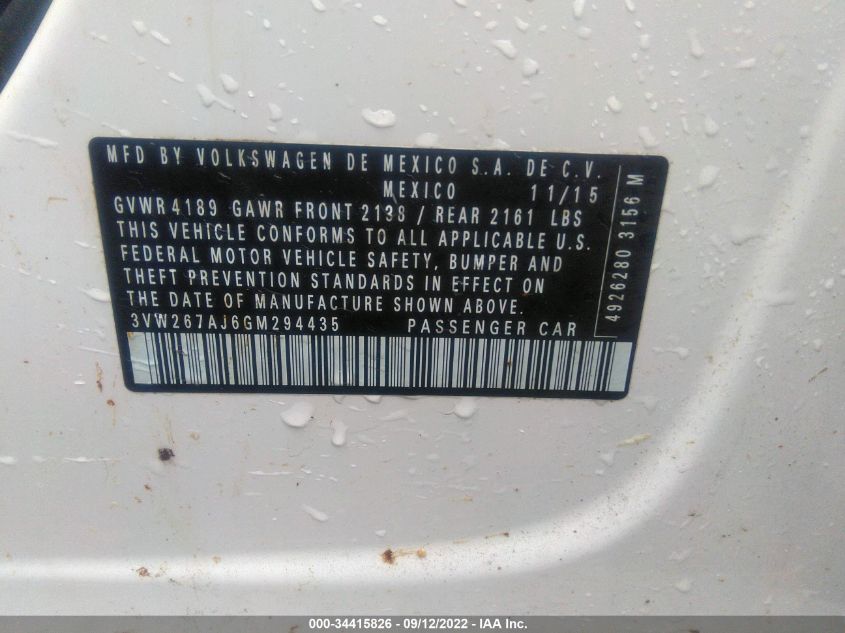 MFD BY VOLKSWAGEN DE MEXICO S.A. DE C.V.
MEXICO 11/15
GVWR 4189 GAWR FRONT 2138 / REAR 2161 LBS
THIS VEHICLE CONFORMS TO ALL APPLICABLE U.S.
FEDERAL MOTOR VEHICLE SAFETY, BUMPER AND
THEFT PREVENTION STANDARDS IN EFFECT ON
THE DATE OF MANUFACTURE SHOWN ABOVE.
3VW267AJ6GM294435 PASSENGER CAR
4926280 3156 M
000-34415826 - 09/12/2022 - IAA Inc.